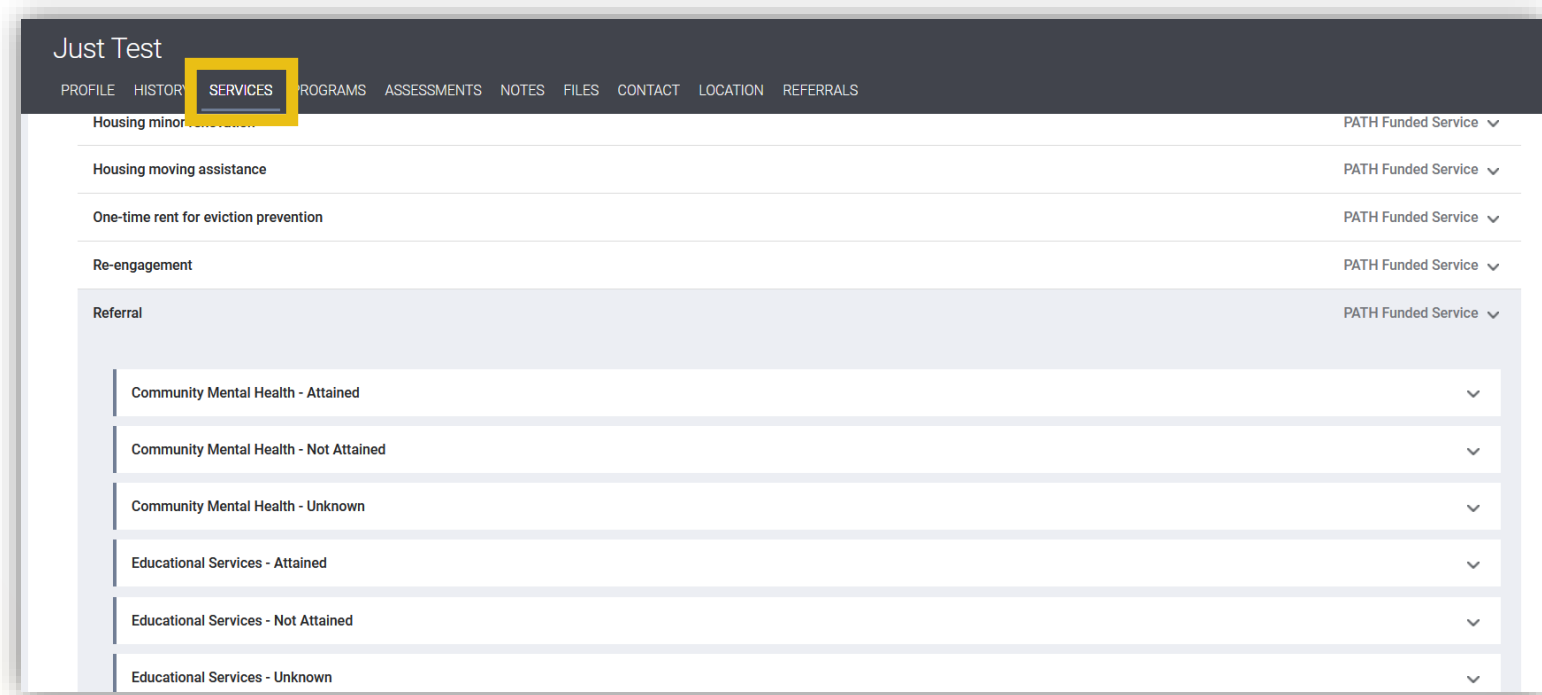 Just Test
PROFILE HISTORY SERVICES PROGRAMS ASSESSMENTS NOTES FILES CONTACT LOCATION REFERRALS
Housing minor renovation PATH Funded Service
Housing moving assistance PATH Funded Service
One-time rent for eviction prevention PATH Funded Service
Re-engagement PATH Funded Service
Referral PATH Funded Service
Community Mental Health - Attained
Community Mental Health - Not Attained
Community Mental Health - Unknown
Educational Services - Attained
Educational Services - Not Attained
Educational Services - Unknown